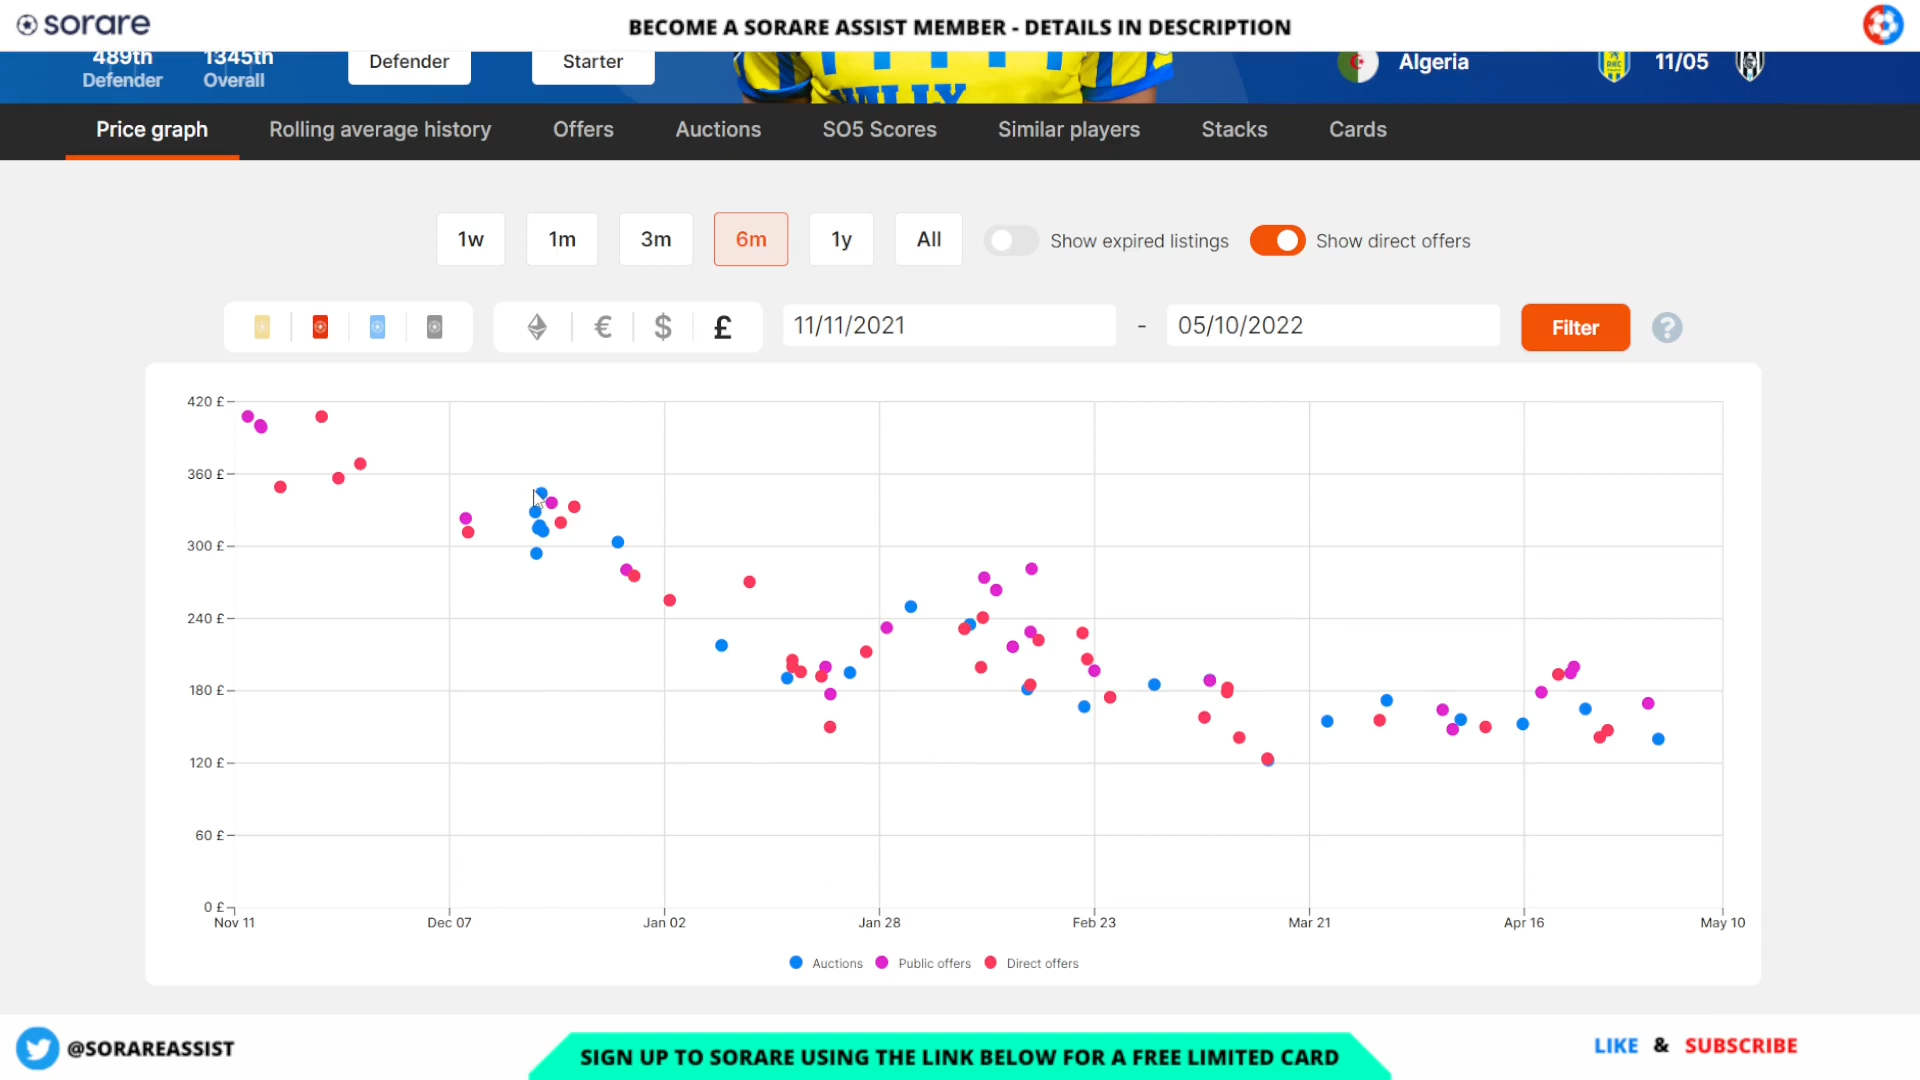 sorare
BECOME A SORARE ASSIST MEMBER - DETAILS IN DESCRIPTION
489th 1345th
Defender Overall
Defender Starter
Algeria
RKC
11/05
WILLY
Price graph Rolling average history Offers Auctions SO5 Scores Similar players Stacks Cards
1w 1m 3m 6m 1y All Show expired listings Show direct offers
€ $ £ 11/11/2021 - 05/10/2022 Filter ?
420 £
360 £
300 £
240 £
180 £
120 £
60 £
0 £
Nov 11 Dec 07 Jan 02 Jan 28 Feb 23 Mar 21 Apr 16 May 10
Auctions Public offers Direct offers
@SORAREASSIST
SIGN UP TO SORARE USING THE LINK BELOW FOR A FREE LIMITED CARD
LIKE & SUBSCRIBE